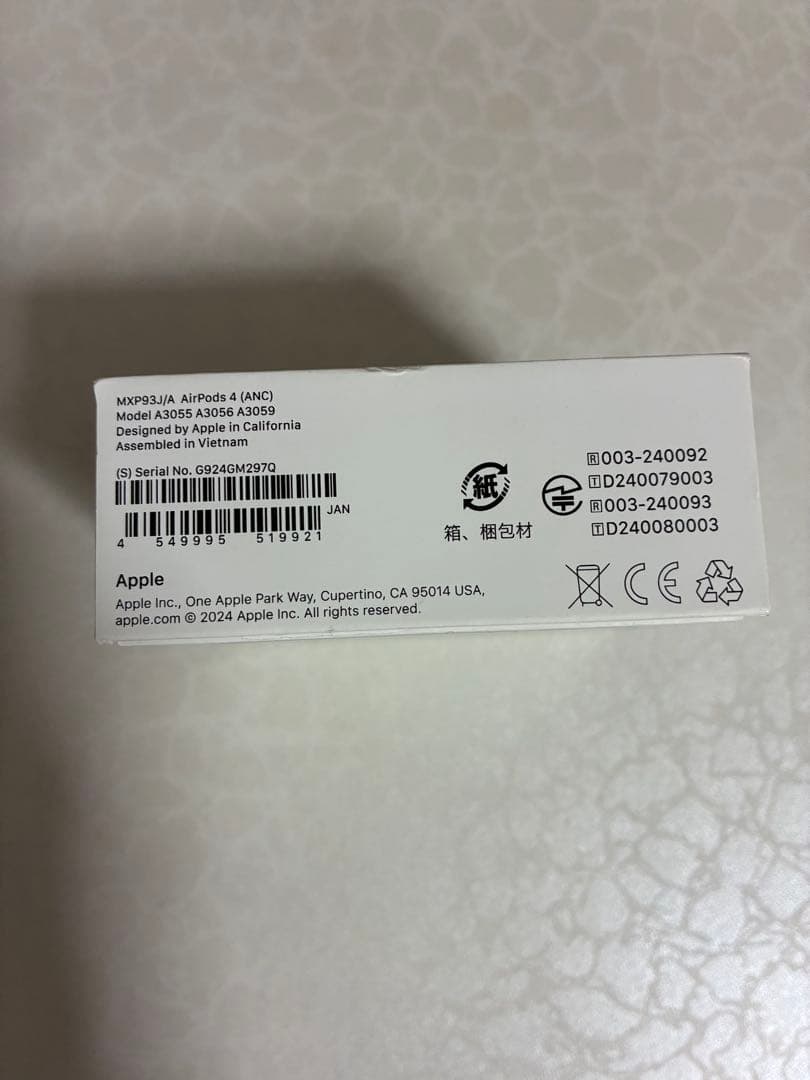 MXP93J/A AirPods 4 (ANC)
Model A3055 A3056 A3059
Designed by Apple in California
Assembled in Vietnam
(S) Serial No. G924GM297Q
JAN
4 549995 519921
紙
箱、梱包材
🅁003-240092
🅃D240079003
🅁003-240093
🅃D240080003
Apple
Apple Inc., One Apple Park Way, Cupertino, CA 95014 USA,
apple.com © 2024 Apple Inc. All rights reserved.
CE